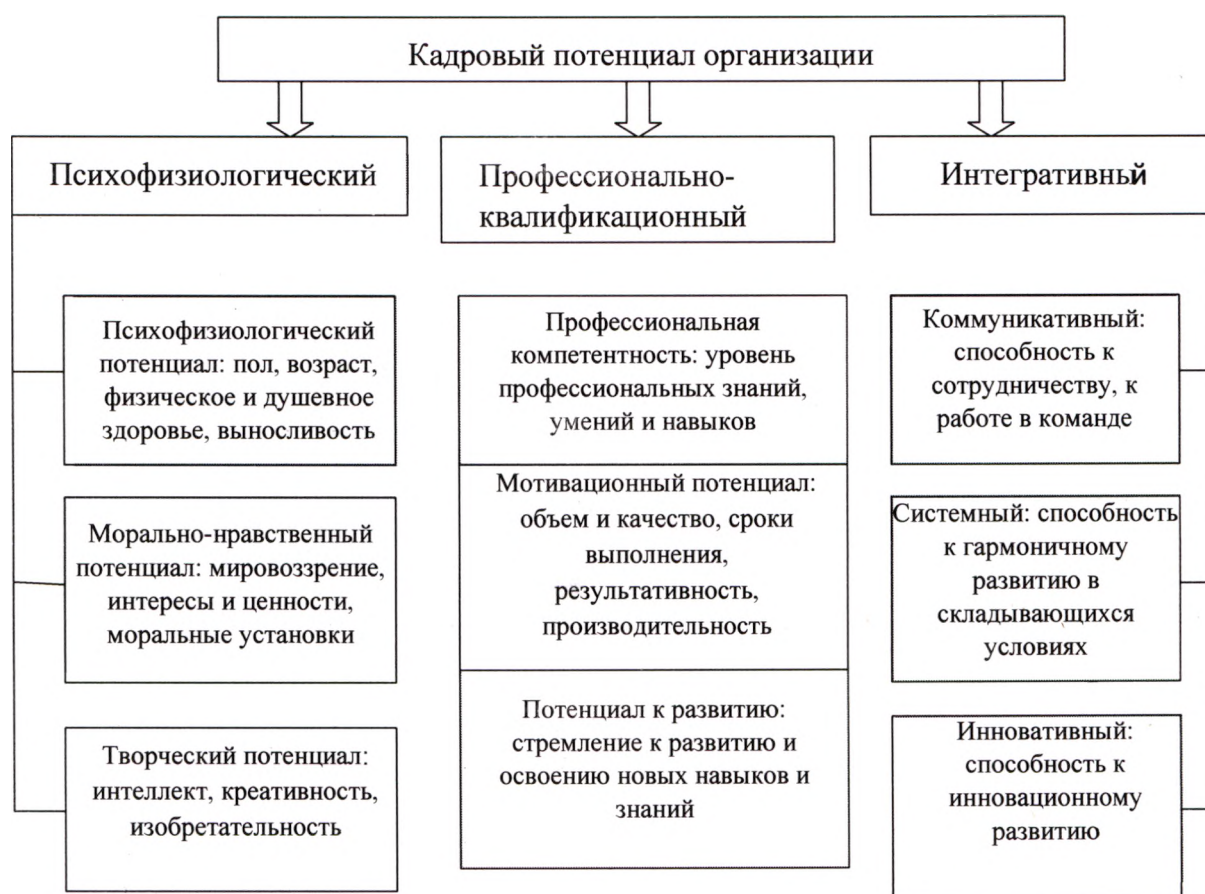 Кадровый потенциал организации
Психофизиологический
Профессионально-
квалификационный
Интегративный
Психофизиологический
потенциал: пол, возраст,
физическое и душевное
здоровье, выносливость
Морально-нравственный
потенциал: мировоззрение,
интересы и ценности,
моральные установки
Творческий потенциал:
интеллект, креативность,
изобретательность
Профессиональная
компетентность: уровень
профессиональных знаний,
умений и навыков
Мотивационный потенциал:
объем и качество, сроки
выполнения,
результативность,
производительность
Потенциал к развитию:
стремление к развитию и
освоению новых навыков и
знаний
Коммуникативный:
способность к
сотрудничеству, к
работе в команде
Системный: способность
к гармоничному
развитию в
складывающихся
условиях
Инновативный:
способность к
инновационному
развитию